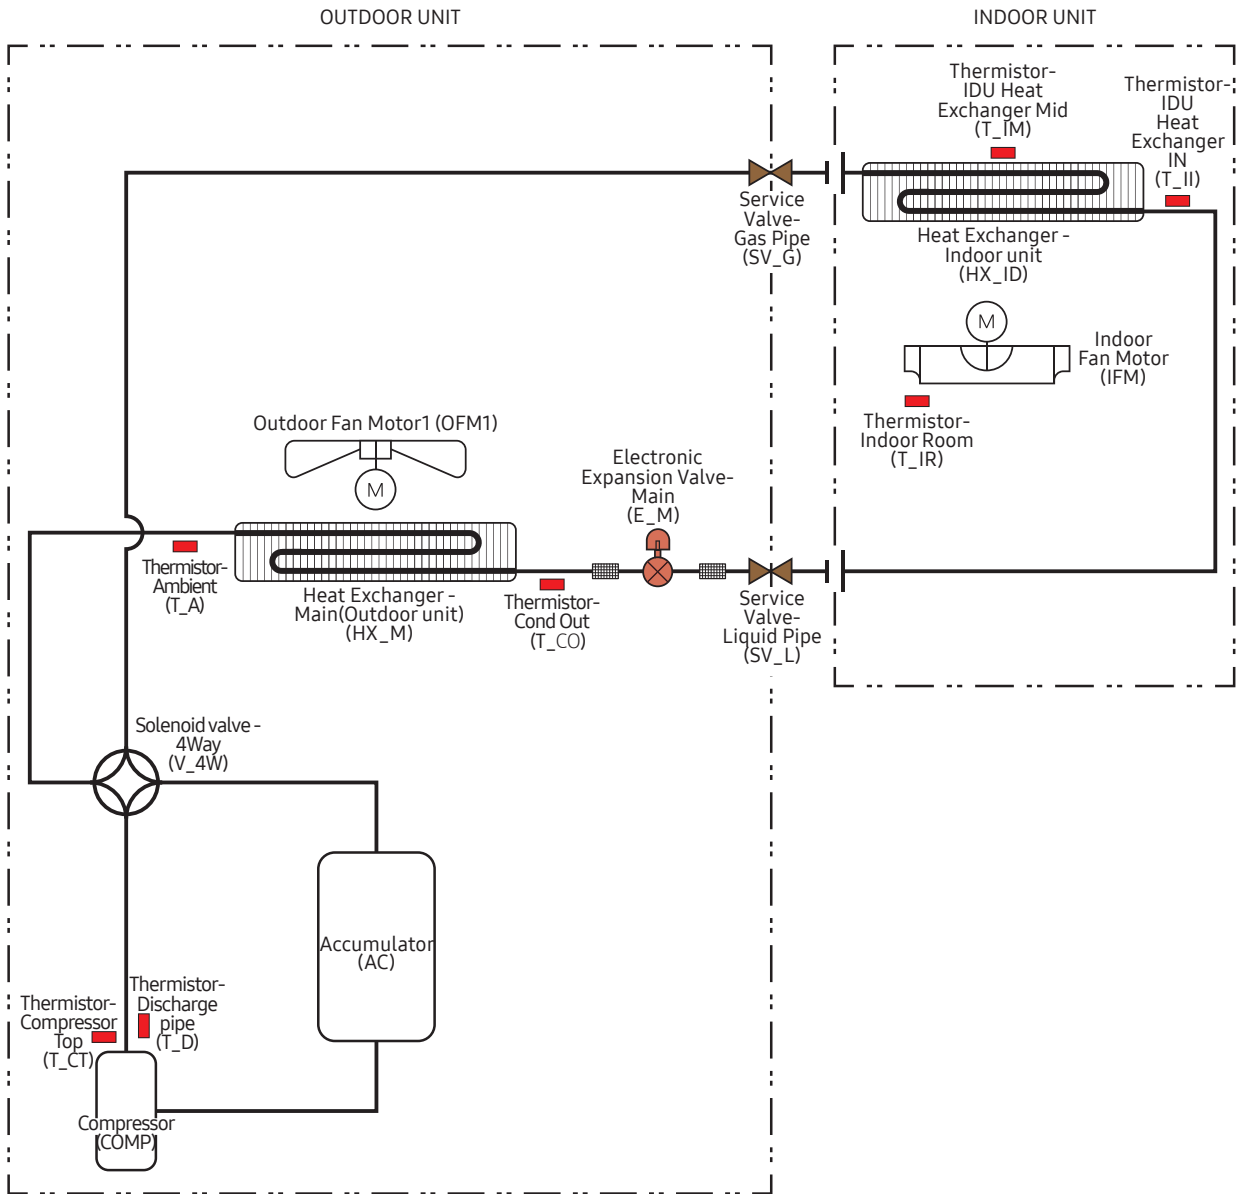 OUTDOOR UNIT
INDOOR UNIT
Thermistor-
IDU Heat
Exchanger Mid
(T_IM)
Thermistor-
IDU
Heat
Exchanger
IN
(T_II)
Service
Valve-
Gas Pipe
(SV_G)
Heat Exchanger -
Indoor unit
(HX_ID)
M
Indoor
Fan Motor
(IFM)
Thermistor-
Indoor Room
(T_IR)
Outdoor Fan Motor1 (OFM1)
M
Electronic
Expansion Valve-
Main
(E_M)
Thermistor-
Ambient
(T_A)
Heat Exchanger -
Main(Outdoor unit)
(HX_M)
Thermistor-
Cond Out
(T_CO)
Service
Valve-
Liquid Pipe
(SV_L)
Solenoid valve -
4Way
(V_4W)
Accumulator
(AC)
Thermistor-
Compressor
Top
(T_CT)
Thermistor-
Discharge
pipe
(T_D)
Compressor
(COMP)